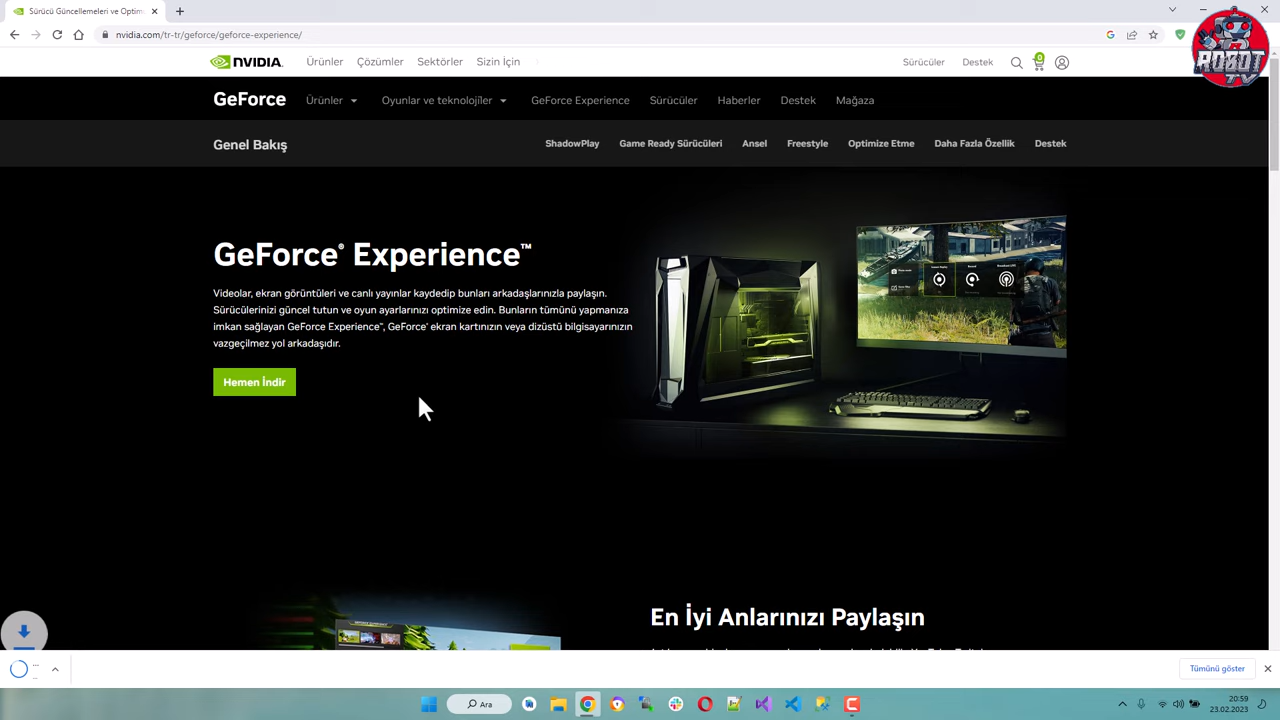 Sürücü Güncellemeleri ve Optim
nvidia.com/tr-tr/geforce/geforce-experience/
ROBOT
TV
NVIDIA.
Ürünler
Çözümler
Sektörler
Sizin İçin
Sürücüler
Destek
0
GeForce
Ürünler
Oyunlar ve teknolojiler
GeForce Experience
Sürücüler
Haberler
Destek
Mağaza
Genel Bakış
ShadowPlay
Game Ready Sürücüleri
Ansel
Freestyle
Optimize Etme
Daha Fazla Özellik
Destek
GeForce® Experience™
Videolar, ekran görüntüleri ve canlı yayınlar kaydedip bunları arkadaşlarınızla paylaşın.
Sürücülerinizi güncel tutun ve oyun ayarlarınızı optimize edin. Bunların tümünü yapmanıza
imkan sağlayan GeForce Experience™, GeForce® ekran kartınızın veya dizüstü bilgisayarınızın
vazgeçilmez yol arkadaşıdır.
Hemen İndir
En İyi Anlarınızı Paylaşın
Tümünü göster
Ara
20:59
23.02.2023